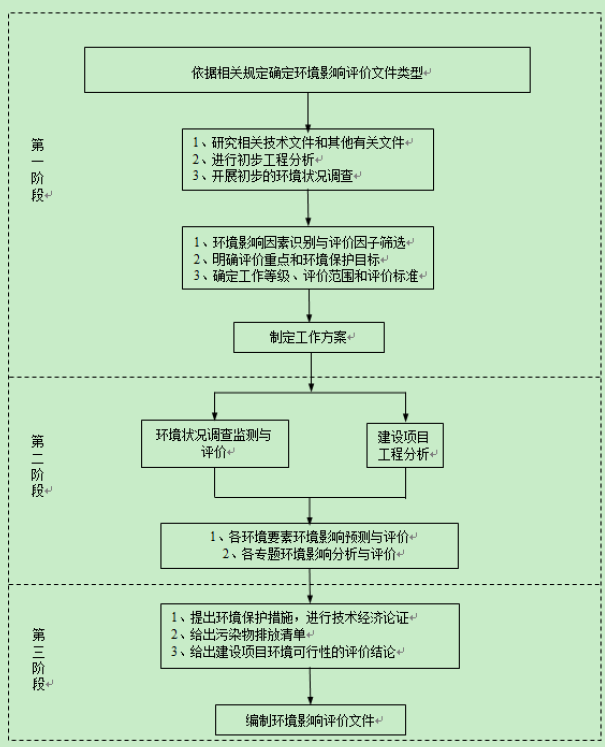 依据相关规定确定环境影响评价文件类型↵
第
一
阶
段↵
1、研究相关技术文件和其他有关文件
2、进行初步工程分析
3、开展初步的环境状况调查
1、环境影响因素识别与评价因子筛选
2、明确评价重点和环境保护目标
3、确定工作等级、评价范围和评价标准↵
制定工作方案↵
第
二
阶
段↵
环境状况调查监测与
评价↵
建设项目
工程分析↵
1、各环境要素环境影响预测与评价
2、各专题环境影响分析与评价↵
第
三
阶
段↵
1、提出环境保护措施，进行技术经济论证
2、给出污染物排放清单
3、给出建设项目环境可行性的评价结论↵
编制环境影响评价文件↵